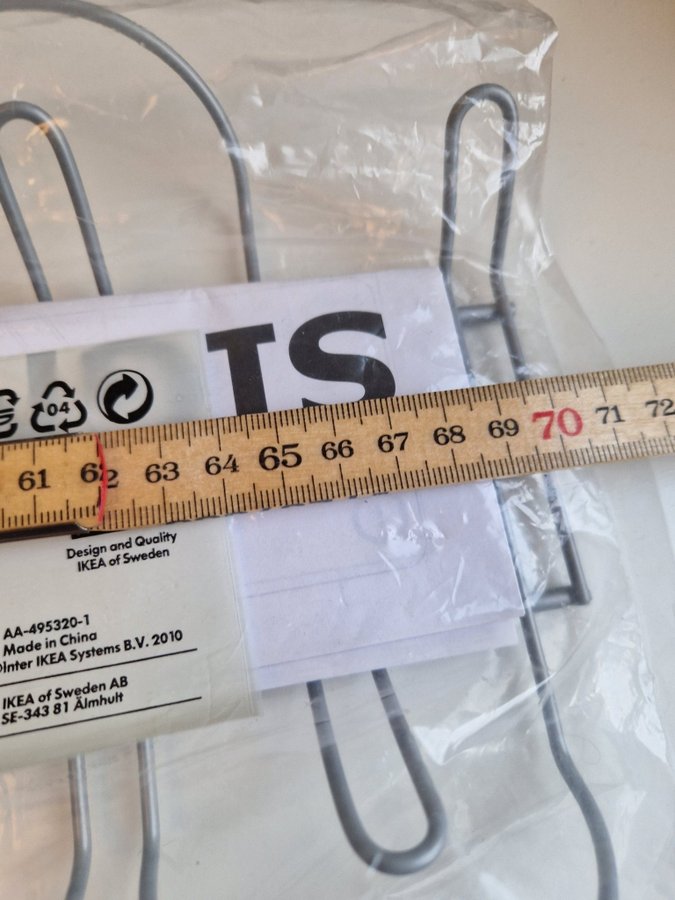 TS
04
61 62 63 64 65 66 67 68 69 70 71 72
Design and Quality
IKEA of Sweden
AA-495320-1
Made in China
©Inter IKEA Systems B.V. 2010
IKEA of Sweden AB
SE-343 81 Älmhult